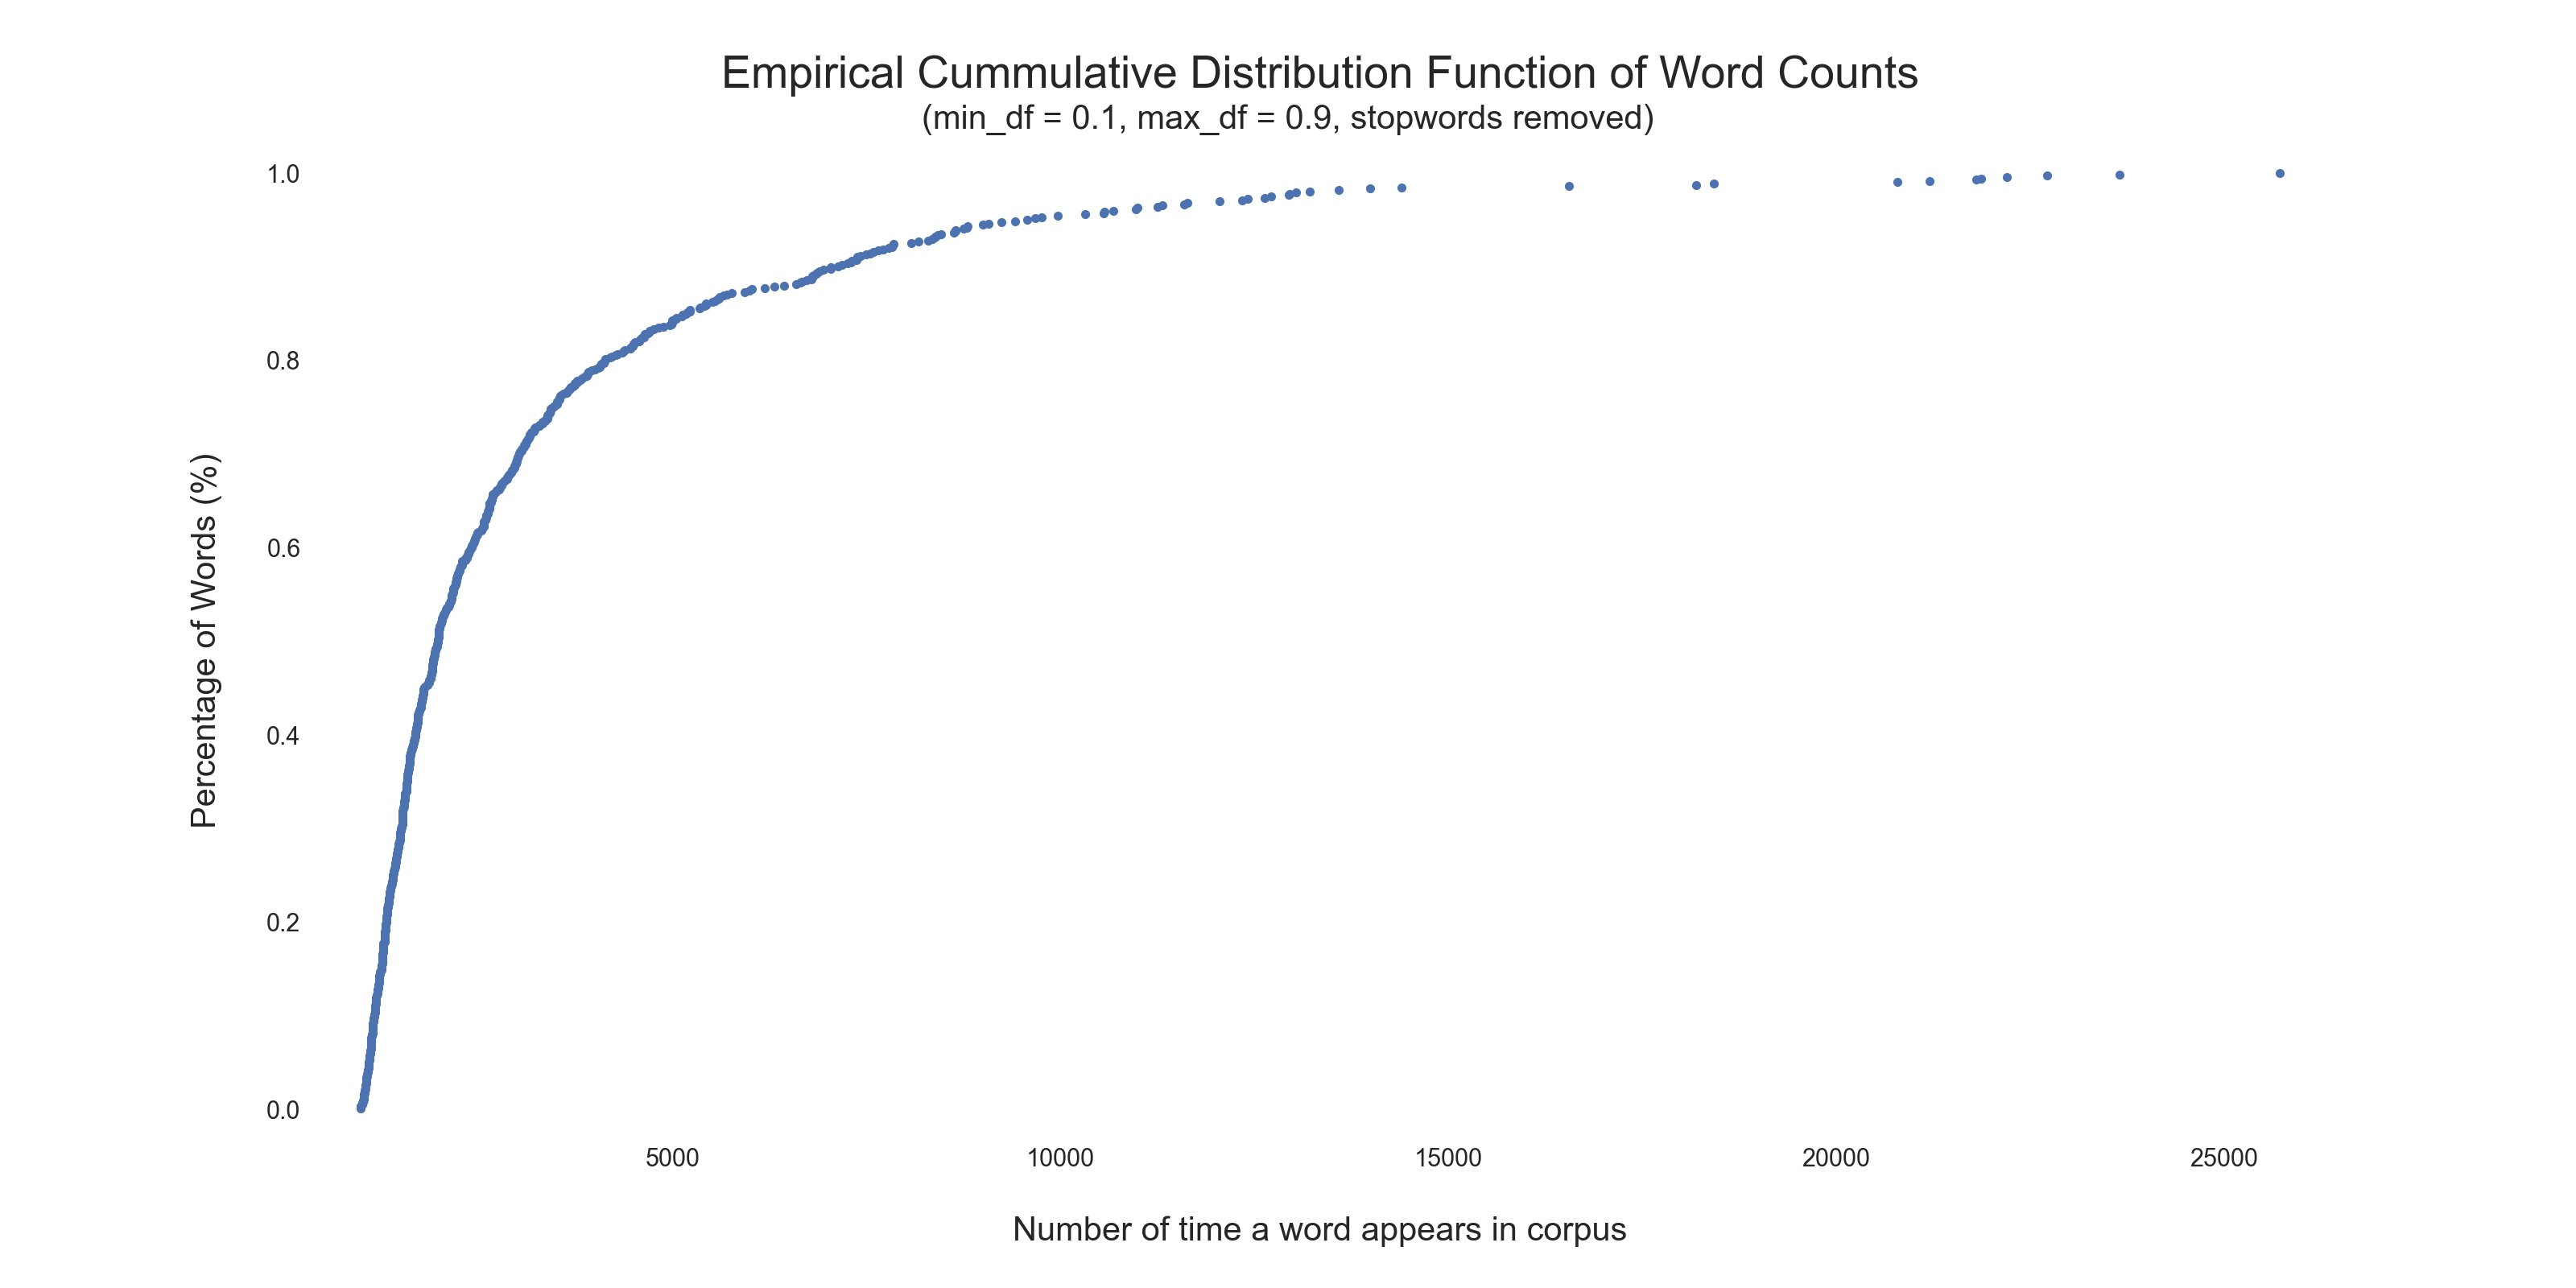 Empirical Cummulative Distribution Function of Word Counts
(min_df = 0.1, max_df = 0.9, stopwords removed)
1.0
0.8
0.6
0.4
0.2
0.0
Percentage of Words (%)
5000 10000 15000 20000 25000
Number of time a word appears in corpus